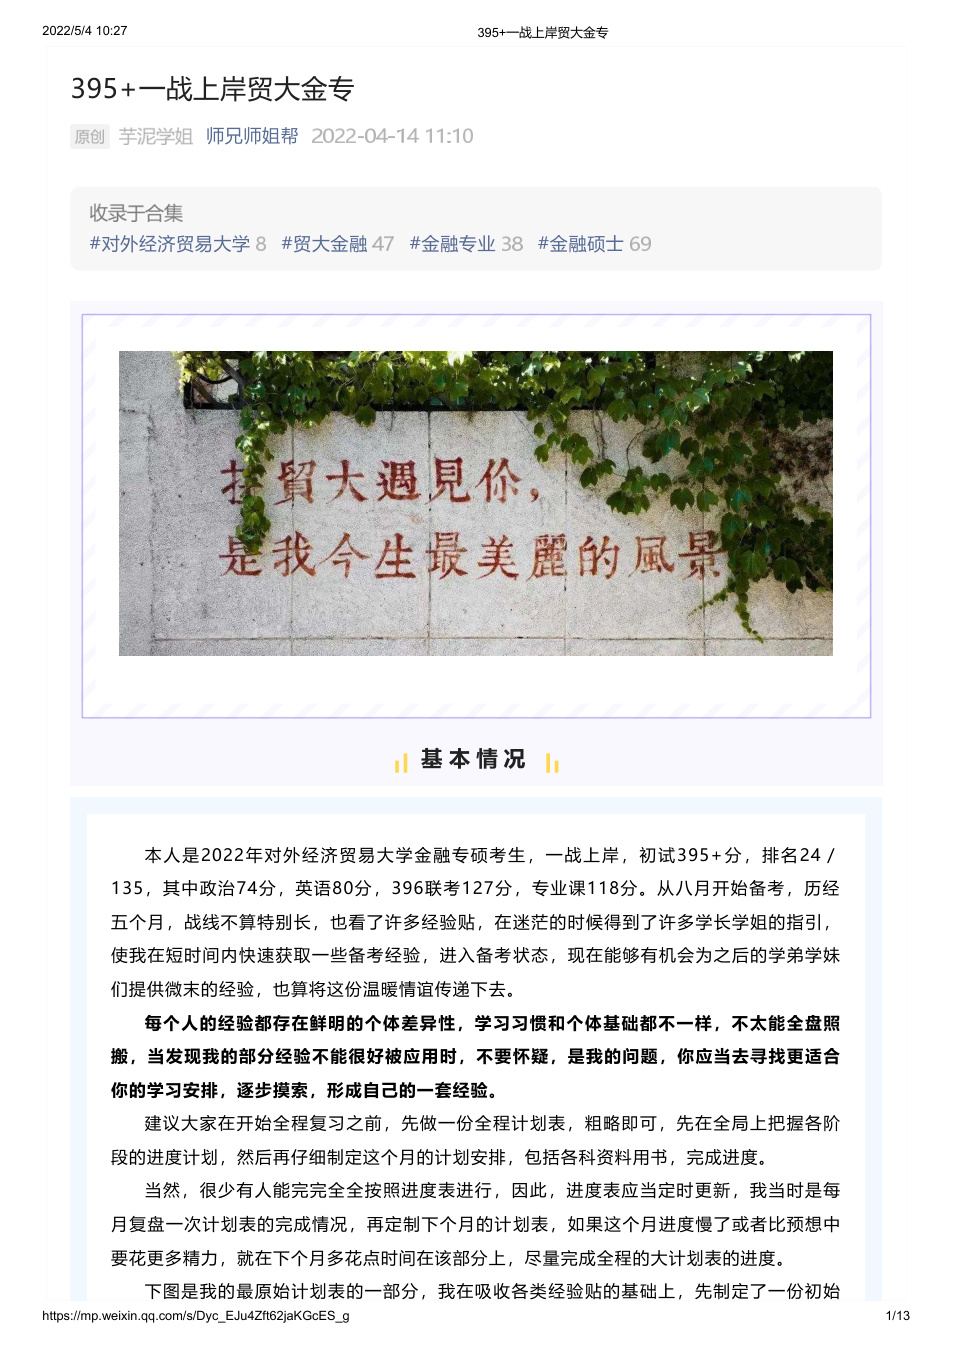 2022/5/4 10:27
395+一战上岸贸大金专
395+一战上岸贸大金专
原创 芋泥学姐 师兄师姐帮 2022-04-14 11:10
收录于合集
#对外经济贸易大学 8 #贸大金融 47 #金融专业 38 #金融硕士 69
在貿大遇見你，
是我今生最美麗的風景
基本情况
本人是2022年对外经济贸易大学金融专硕考生，一战上岸，初试395+分，排名24 /
135，其中政治74分，英语80分，396联考127分，专业课118分。从八月开始备考，历经
五个月，战线不算特别长，也看了许多经验贴，在迷茫的时候得到了许多学长学姐的指引，
使我在短时间内快速获取一些备考经验，进入备考状态，现在能够有机会为之后的学弟学妹
们提供微末的经验，也算将这份温暖情谊传递下去。
每个人的经验都存在鲜明的个体差异性，学习习惯和个体基础都不一样，不太能全盘照
搬，当发现我的部分经验不能很好被应用时，不要怀疑，是我的问题，你应当去寻找更适合
你的学习安排，逐步摸索，形成自己的一套经验。
建议大家在开始全程复习之前，先做一份全程计划表，粗略即可，先在全局上把握各阶
段的进度计划，然后再仔细制定这个月的计划安排，包括各科资料用书，完成进度。
当然，很少有人能完完全全按照进度表进行，因此，进度表应当定时更新，我当时是每
月复盘一次计划表的完成情况，再定制下个月的计划表，如果这个月进度慢了或者比预想中
要花更多精力，就在下个月多花点时间在该部分上，尽量完成全程的大计划表的进度。
下图是我的最原始计划表的一部分，我在吸收各类经验贴的基础上，先制定了一份初始
https://mp.weixin.qq.com/s/Dyc_EJu4Zft62jaKGcES_g
1/13